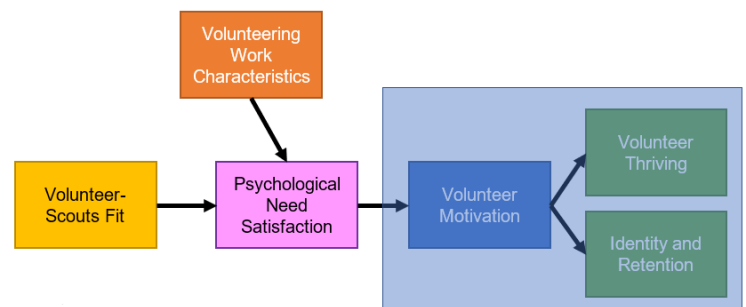 Volunteering
Work
Characteristics
Volunteer-
Scouts Fit
Psychological
Need
Satisfaction
Volunteer
Motivation
Volunteer
Thriving
Identity and
Retention